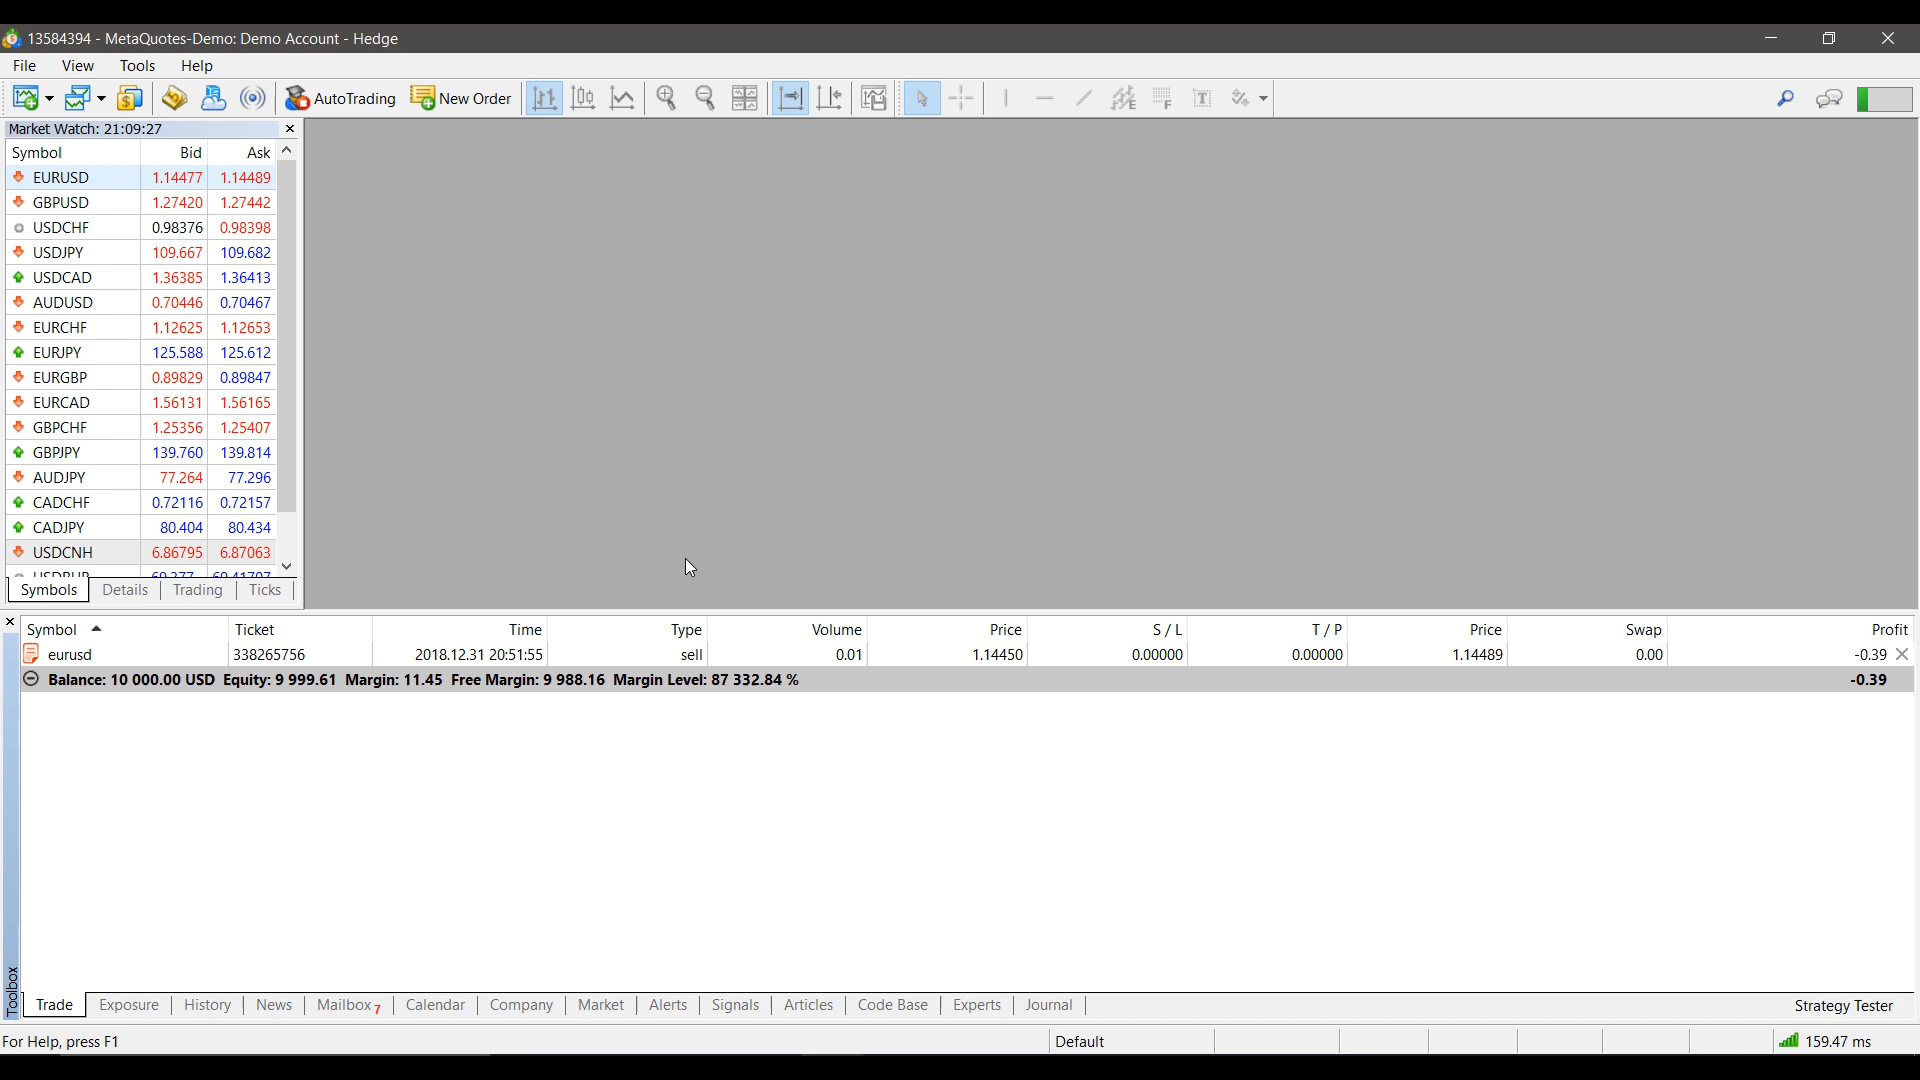 13584394 - MetaQuotes-Demo: Demo Account - Hedge
File View Tools Help
AutoTrading New Order
Market Watch: 21:09:27
Symbol Bid Ask
EURUSD 1.14477 1.14489
GBPUSD 1.27420 1.27442
USDCHF 0.98376 0.98398
USDJPY 109.667 109.682
USDCAD 1.36385 1.36413
AUDUSD 0.70446 0.70467
EURCHF 1.12625 1.12653
EURJPY 125.588 125.612
EURGBP 0.89829 0.89847
EURCAD 1.56131 1.56165
GBPCHF 1.25356 1.25407
GBPJPY 139.760 139.814
AUDJPY 77.264 77.296
CADCHF 0.72116 0.72157
CADJPY 80.404 80.434
USDCNH 6.86795 6.87063
Symbols Details Trading Ticks
Symbol Ticket Time Type Volume Price S / L T / P Price Swap Profit
eurusd 338265756 2018.12.31 20:51:55 sell 0.01 1.14450 0.00000 0.00000 1.14489 0.00 -0.39
Balance: 10 000.00 USD Equity: 9 999.61 Margin: 11.45 Free Margin: 9 988.16 Margin Level: 87 332.84 % -0.39
Toolbox
Trade Exposure History News Mailbox 7 Calendar Company Market Alerts Signals Articles Code Base Experts Journal Strategy Tester
For Help, press F1 Default 159.47 ms